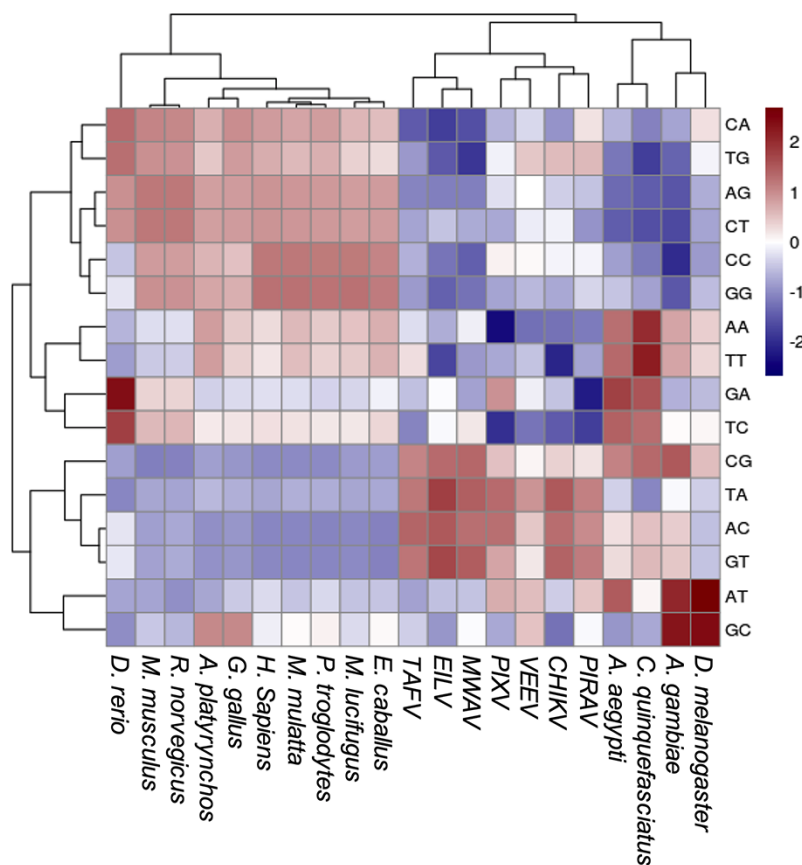 CA
TG
AG
CT
CC
GG
AA
TT
GA
TC
CG
TA
AC
GT
AT
GC
2
1
0
-1
-2
D. rerio
M. musculus
R. norvegicus
A. platyrynchos
G. gallus
H. Sapiens
M. mulatta
P. troglodytes
M. lucifugus
E. caballus
TAFV
EILV
MWAV
PIXV
VEEV
CHIKV
PIRAV
A. aegypti
C. quinquefasciatus
A. gambiae
D. melanogaster